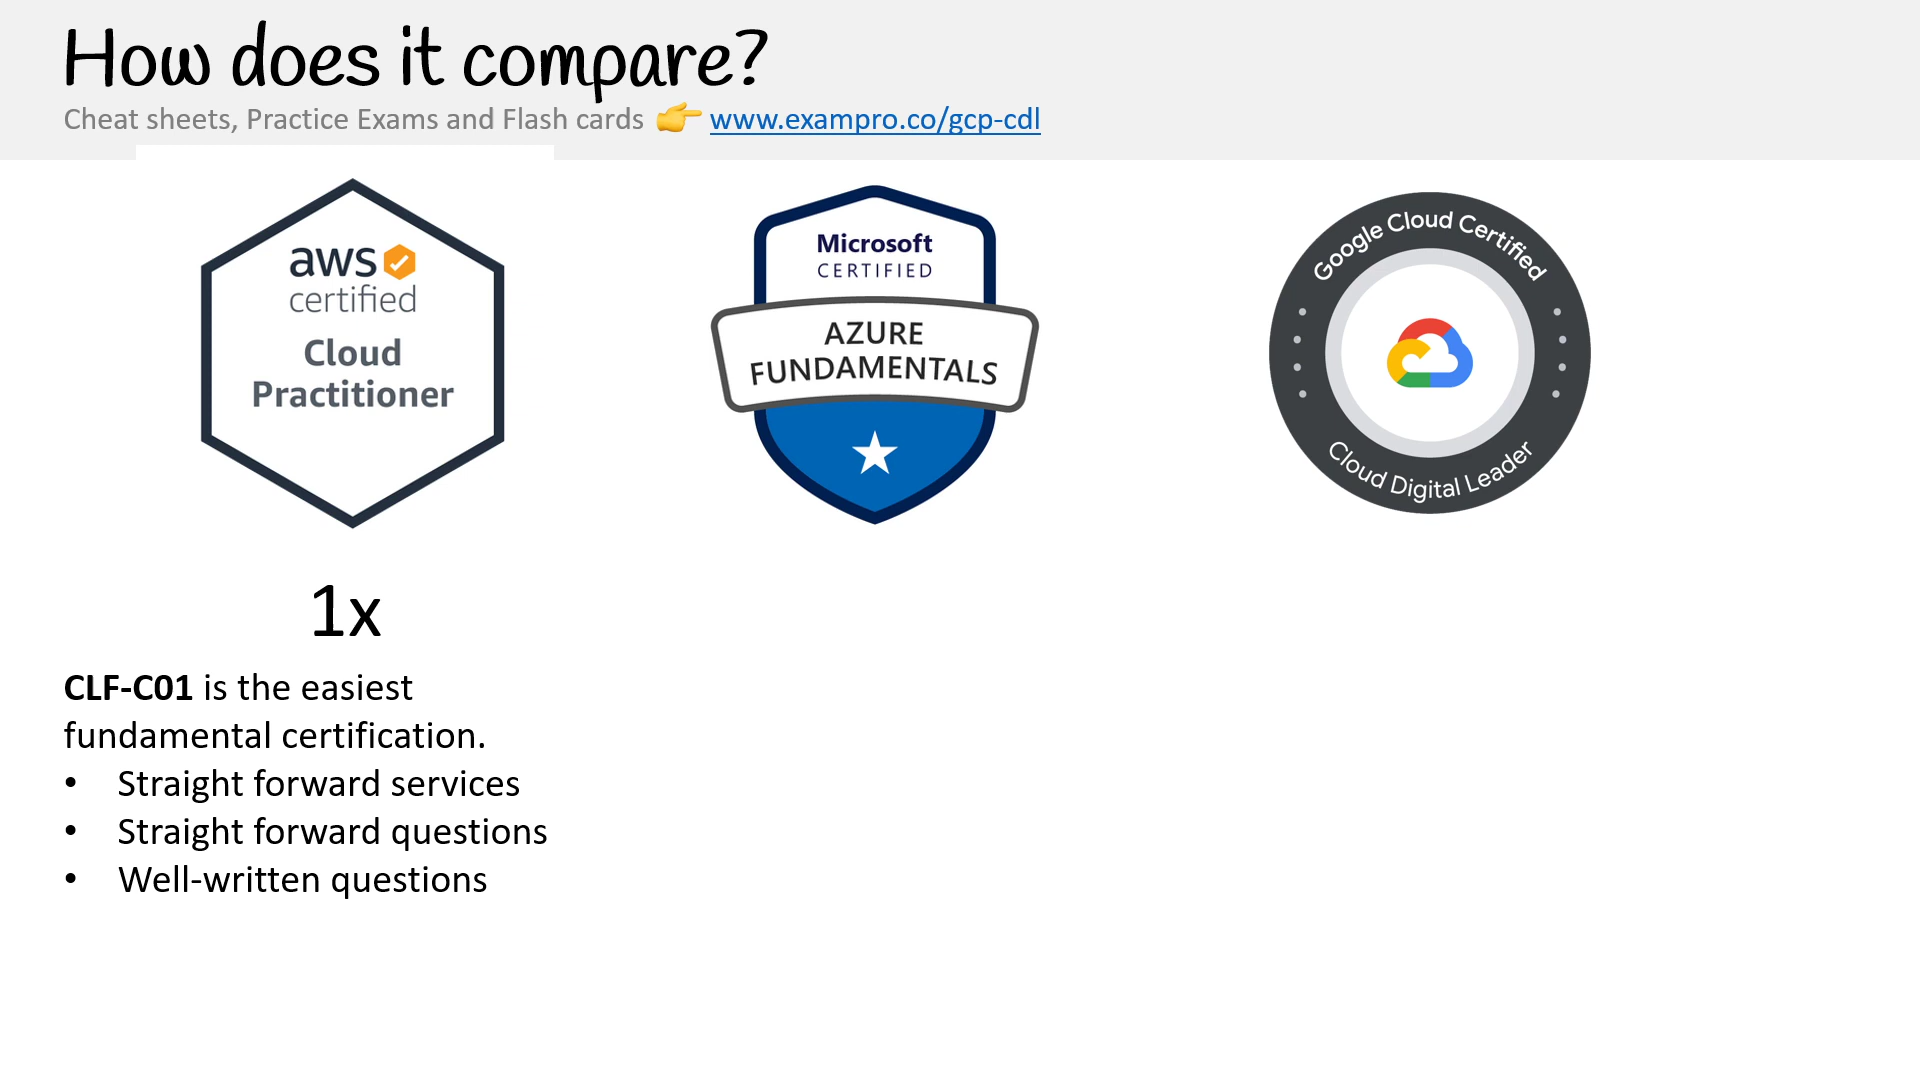 How does it compare?
Cheat sheets, Practice Exams and Flash cards 👉 www.exampro.co/gcp-cdl
aws
certified
Cloud
Practitioner
Microsoft
CERTIFIED
AZURE
FUNDAMENTALS
Google Cloud Certified
Cloud Digital Leader
1x
CLF-C01 is the easiest
fundamental certification.
• Straight forward services
• Straight forward questions
• Well-written questions